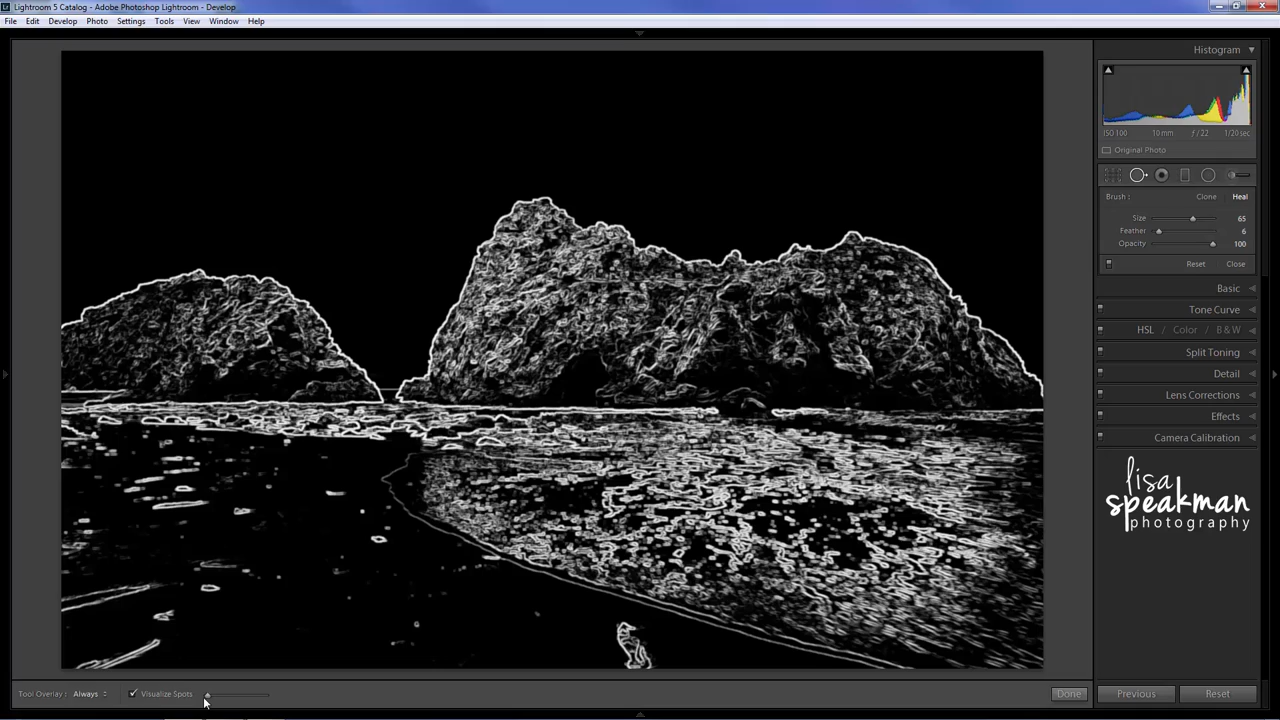 Lightroom 5 Catalog - Adobe Photoshop Lightroom - Develop
File Edit Develop Photo Settings Tools View Window Help
Histogram
ISO 100 10 mm ƒ / 22 1/20 sec
Original Photo
Brush : Clone Heal
Size 65
Feather 6
Opacity 100
Reset Close
Basic
Tone Curve
HSL / Color / B & W
Split Toning
Detail
Lens Corrections
Effects
Camera Calibration
lisa
speakman
photography
Tool Overlay : Always Visualize Spots Done Previous Reset